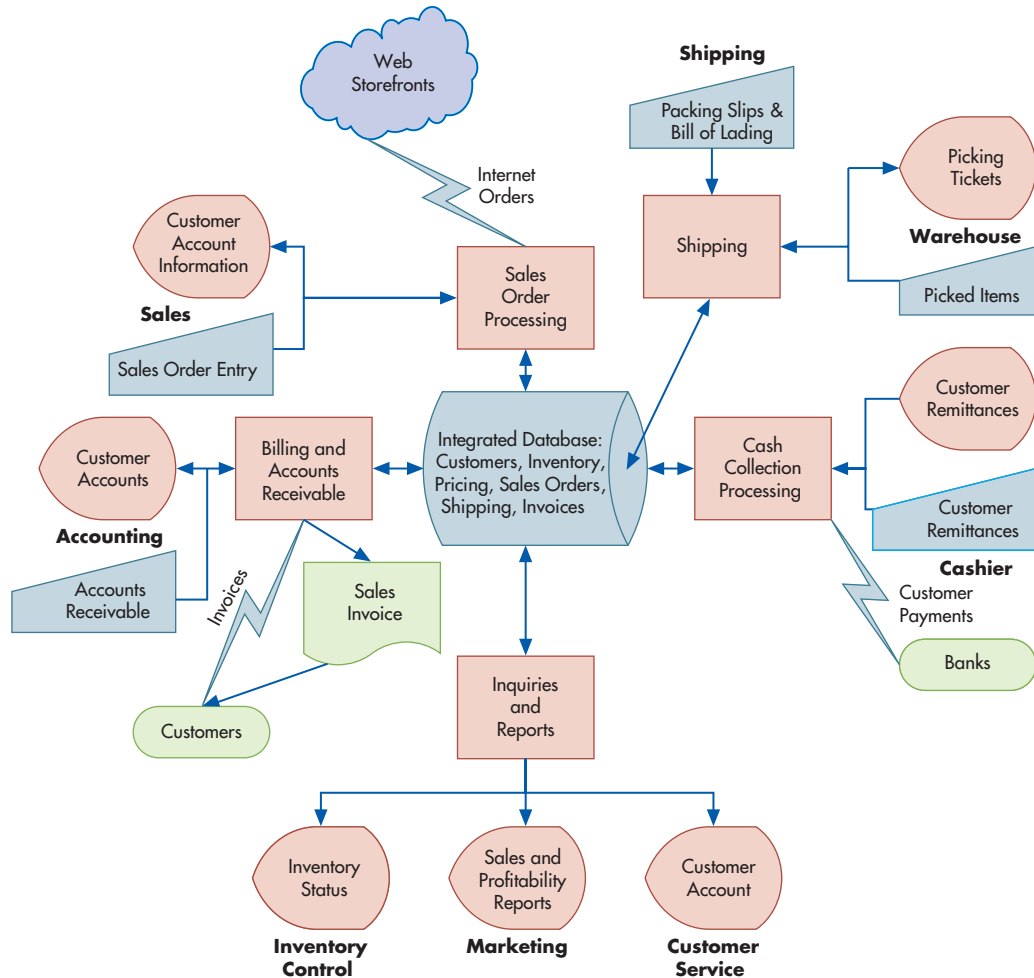 Web
Storefronts
Internet
Orders
Shipping
Packing Slips &
Bill of Lading
Shipping
Picking
Tickets
Warehouse
Picked Items
Customer
Account
Information
Sales
Sales Order Entry
Sales
Order
Processing
Customer
Accounts
Accounting
Accounts
Receivable
Billing and
Accounts
Receivable
Integrated Database:
Customers, Inventory,
Pricing, Sales Orders,
Shipping, Invoices
Cash
Collection
Processing
Customer
Remittances
Customer
Remittances
Cashier
Customer
Payments
Banks
Invoices
Sales
Invoice
Customers
Inquiries
and
Reports
Inventory
Status
Inventory
Control
Sales and
Profitability
Reports
Marketing
Customer
Account
Customer
Service